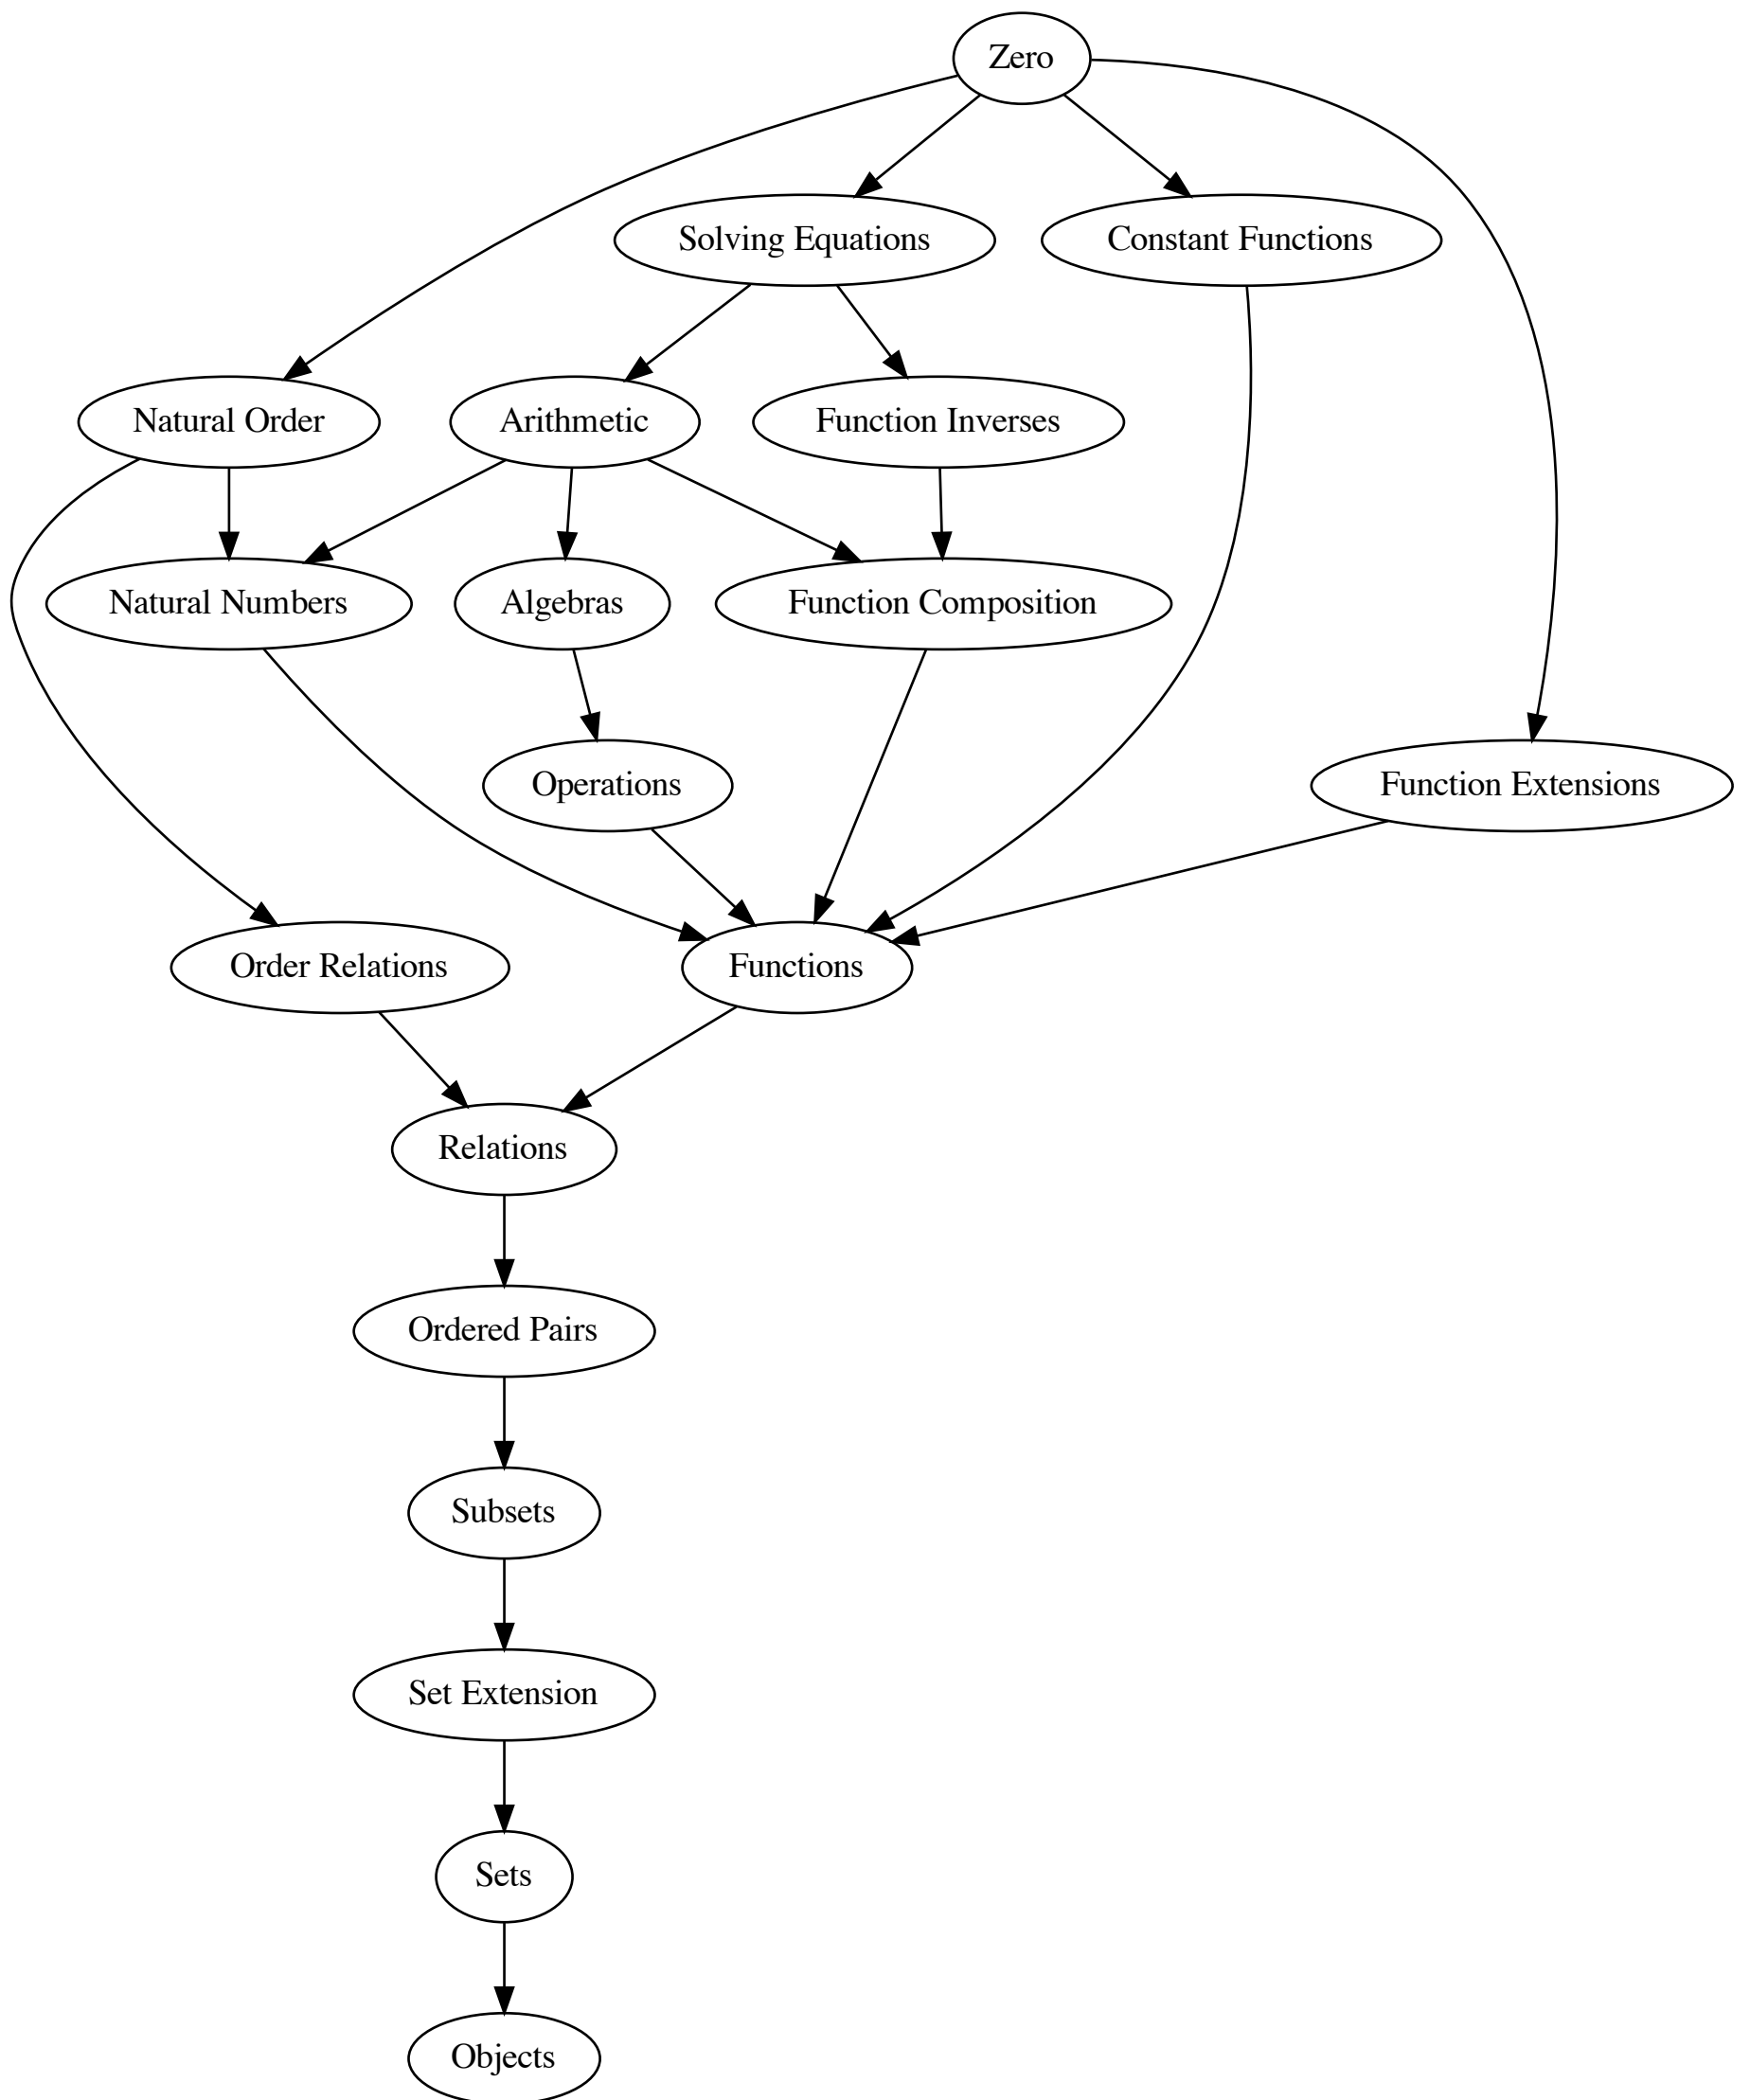 Zero
Solving Equations
Constant Functions
Natural Order
Arithmetic
Function Inverses
Natural Numbers
Algebras
Function Composition
Operations
Function Extensions
Order Relations
Functions
Relations
Ordered Pairs
Subsets
Set Extension
Sets
Objects